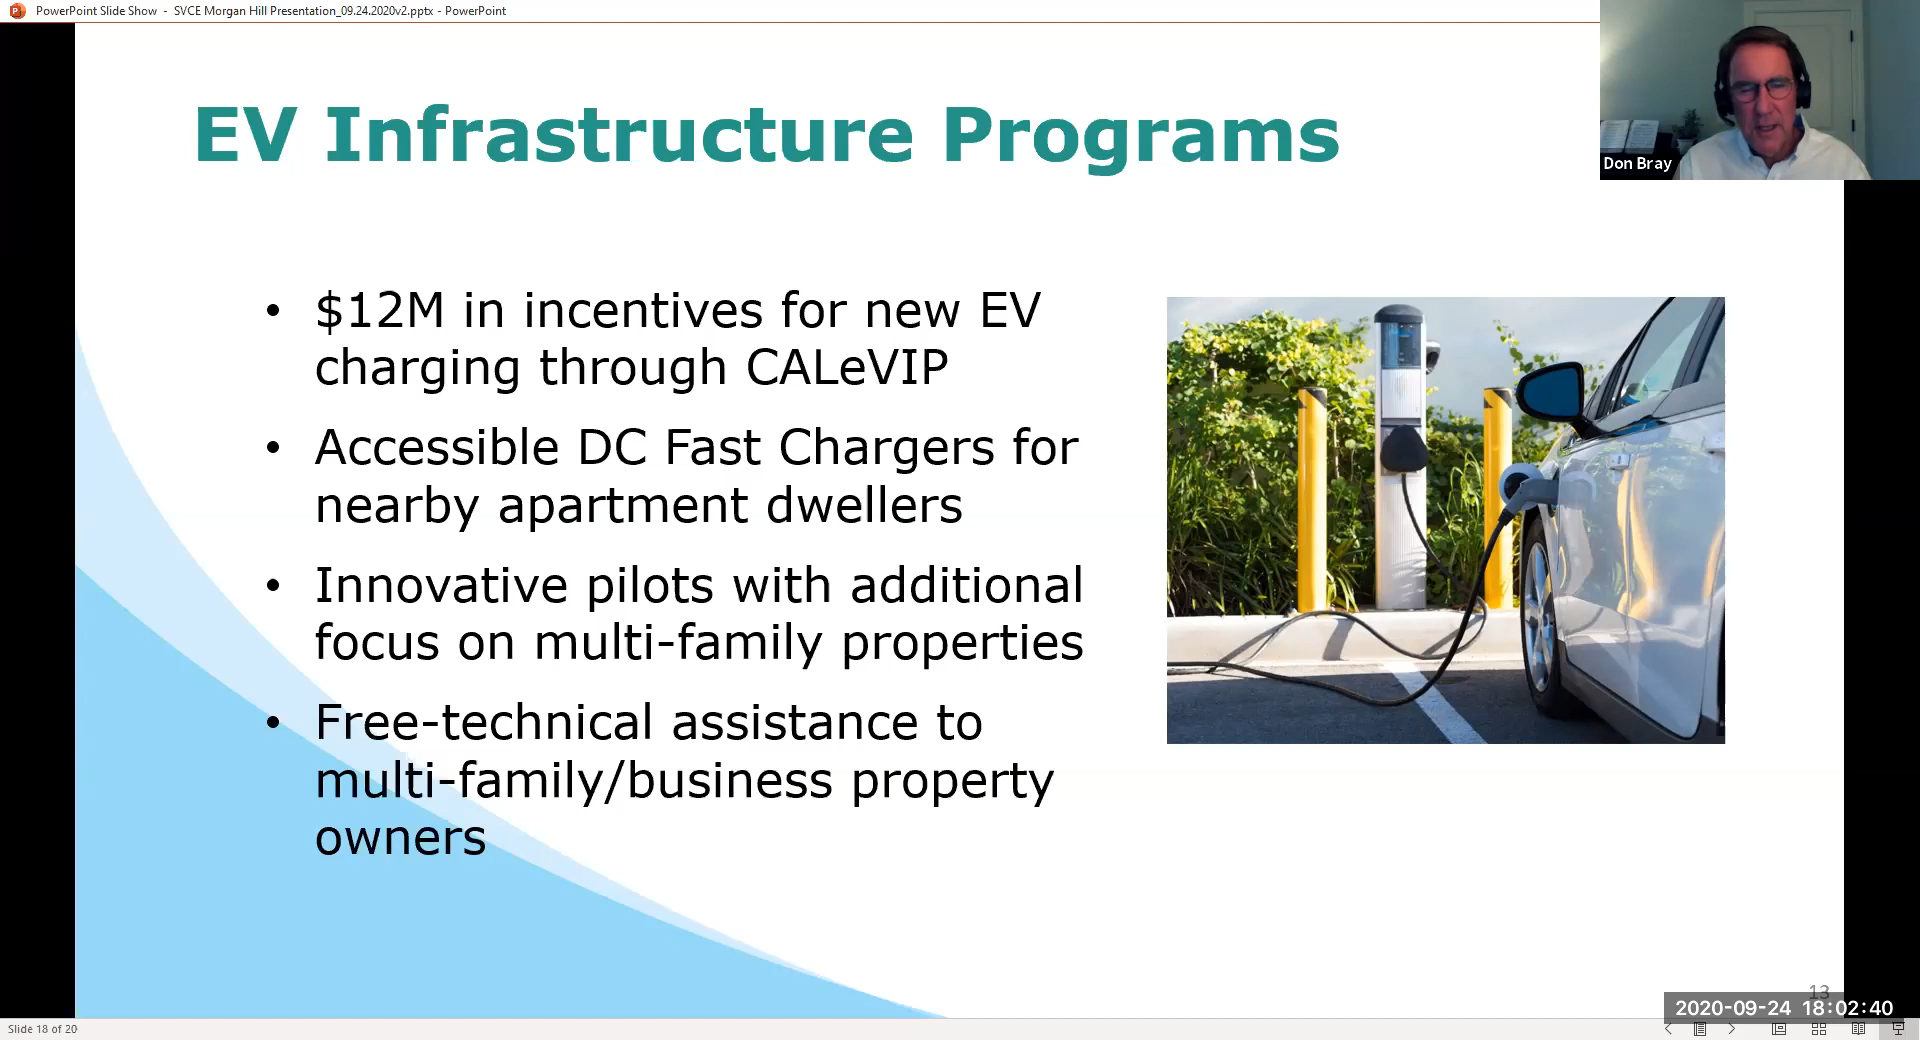 PowerPoint Slide Show - SVCE Morgan Hill Presentation_09.24.2020v2.pptx - PowerPoint
Don Bray
EV Infrastructure Programs
• $12M in incentives for new EV
charging through CALeVIP
• Accessible DC Fast Chargers for
nearby apartment dwellers
• Innovative pilots with additional
focus on multi-family properties
• Free-technical assistance to
multi-family/business property
owners
13
2020-09-24 18:02:40
Slide 18 of 20